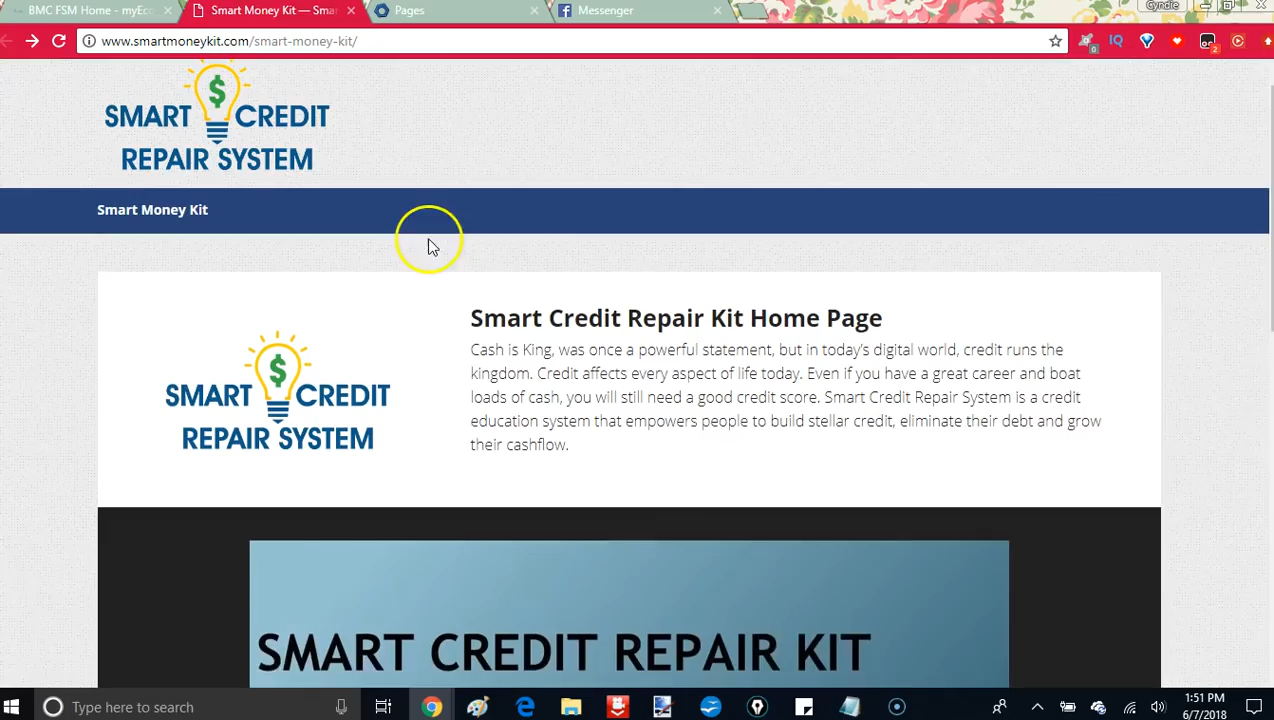 BMC FSM Home - myEco
Smart Money Kit — Sma
Pages
Messenger
Cyndie
www.smartmoneykit.com/smart-money-kit/
IQ
0
2
SMART $ CREDIT
REPAIR SYSTEM
Smart Money Kit
Smart Credit Repair Kit Home Page
Cash is King, was once a powerful statement, but in today's digital world, credit runs the
kingdom. Credit affects every aspect of life today. Even if you have a great career and boat
loads of cash, you will still need a good credit score. Smart Credit Repair System is a credit
education system that empowers people to build stellar credit, eliminate their debt and grow
their cashflow.
SMART $ CREDIT
REPAIR SYSTEM
SMART CREDIT REPAIR KIT
Type here to search
1:51 PM
6/7/2018